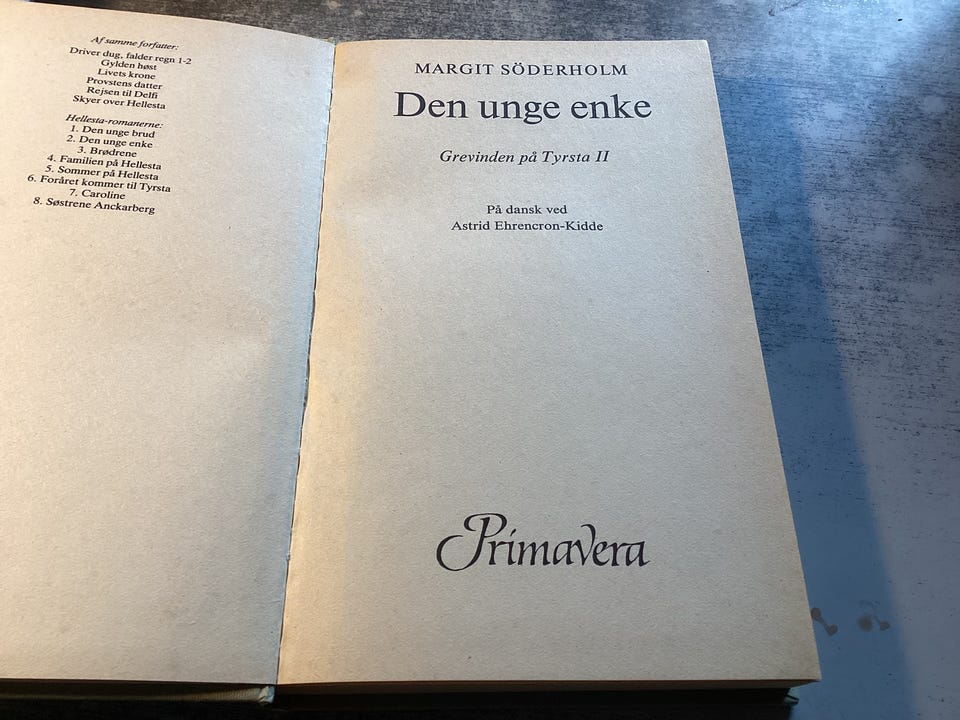 Af samme forfatter:
Driver dug, falder regn 1-2
Gylden høst
Livets krone
Provstens datter
Rejsen til Delfi
Skyer over Hellesta
Hellesta-romanerne:
1. Den unge brud
2. Den unge enke
3. Brødrene
4. Familien på Hellesta
5. Sommer på Hellesta
6. Foråret kommer til Tyrsta
7. Caroline
8. Søstrene Anckarberg
MARGIT SÖDERHOLM
Den unge enke
Grevinden på Tyrsta II
På dansk ved
Astrid Ehrencron-Kidde
Primavera